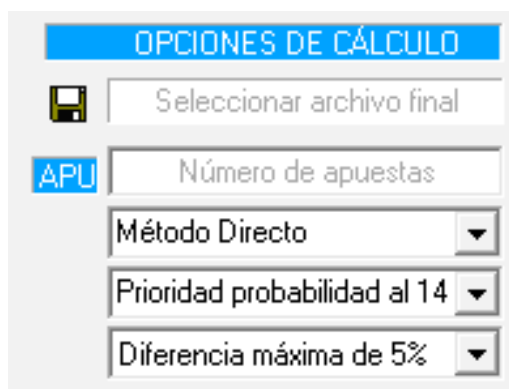 OPCIONES DE CÁLCULO
Seleccionar archivo final
APU Número de apuestas
Método Directo
Prioridad probabilidad al 14
Diferencia máxima de 5%